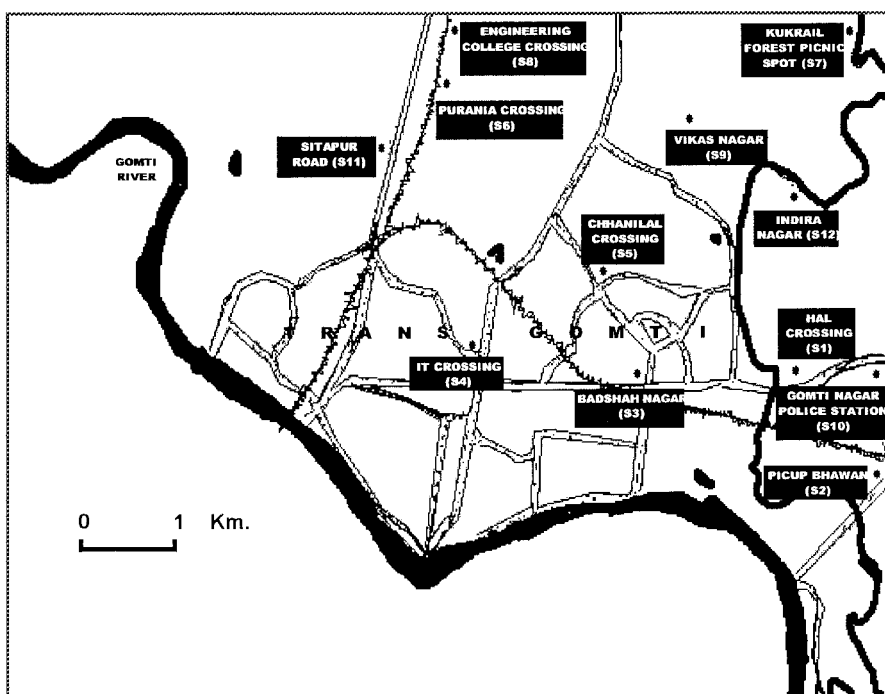 ENGINEERING
COLLEGE CROSSING
(S8)
KUKRAIL
FOREST PICNIC
SPOT (S7)
PURANIA CROSSING
(S6)
SITAPUR
ROAD (S11)
VIKAS NAGAR
(S9)
GOMTI
RIVER
INDIRA
NAGAR (S12)
CHHANILAL
CROSSING
(S5)
TRANS GOMTI
HAL
CROSSING
(S1)
IT CROSSING
(S4)
BADSHAH NAGAR
(S3)
GOMTI NAGAR
POLICE STATION
(S10)
PICUP BHAWAN
(S2)
0 1 Km.